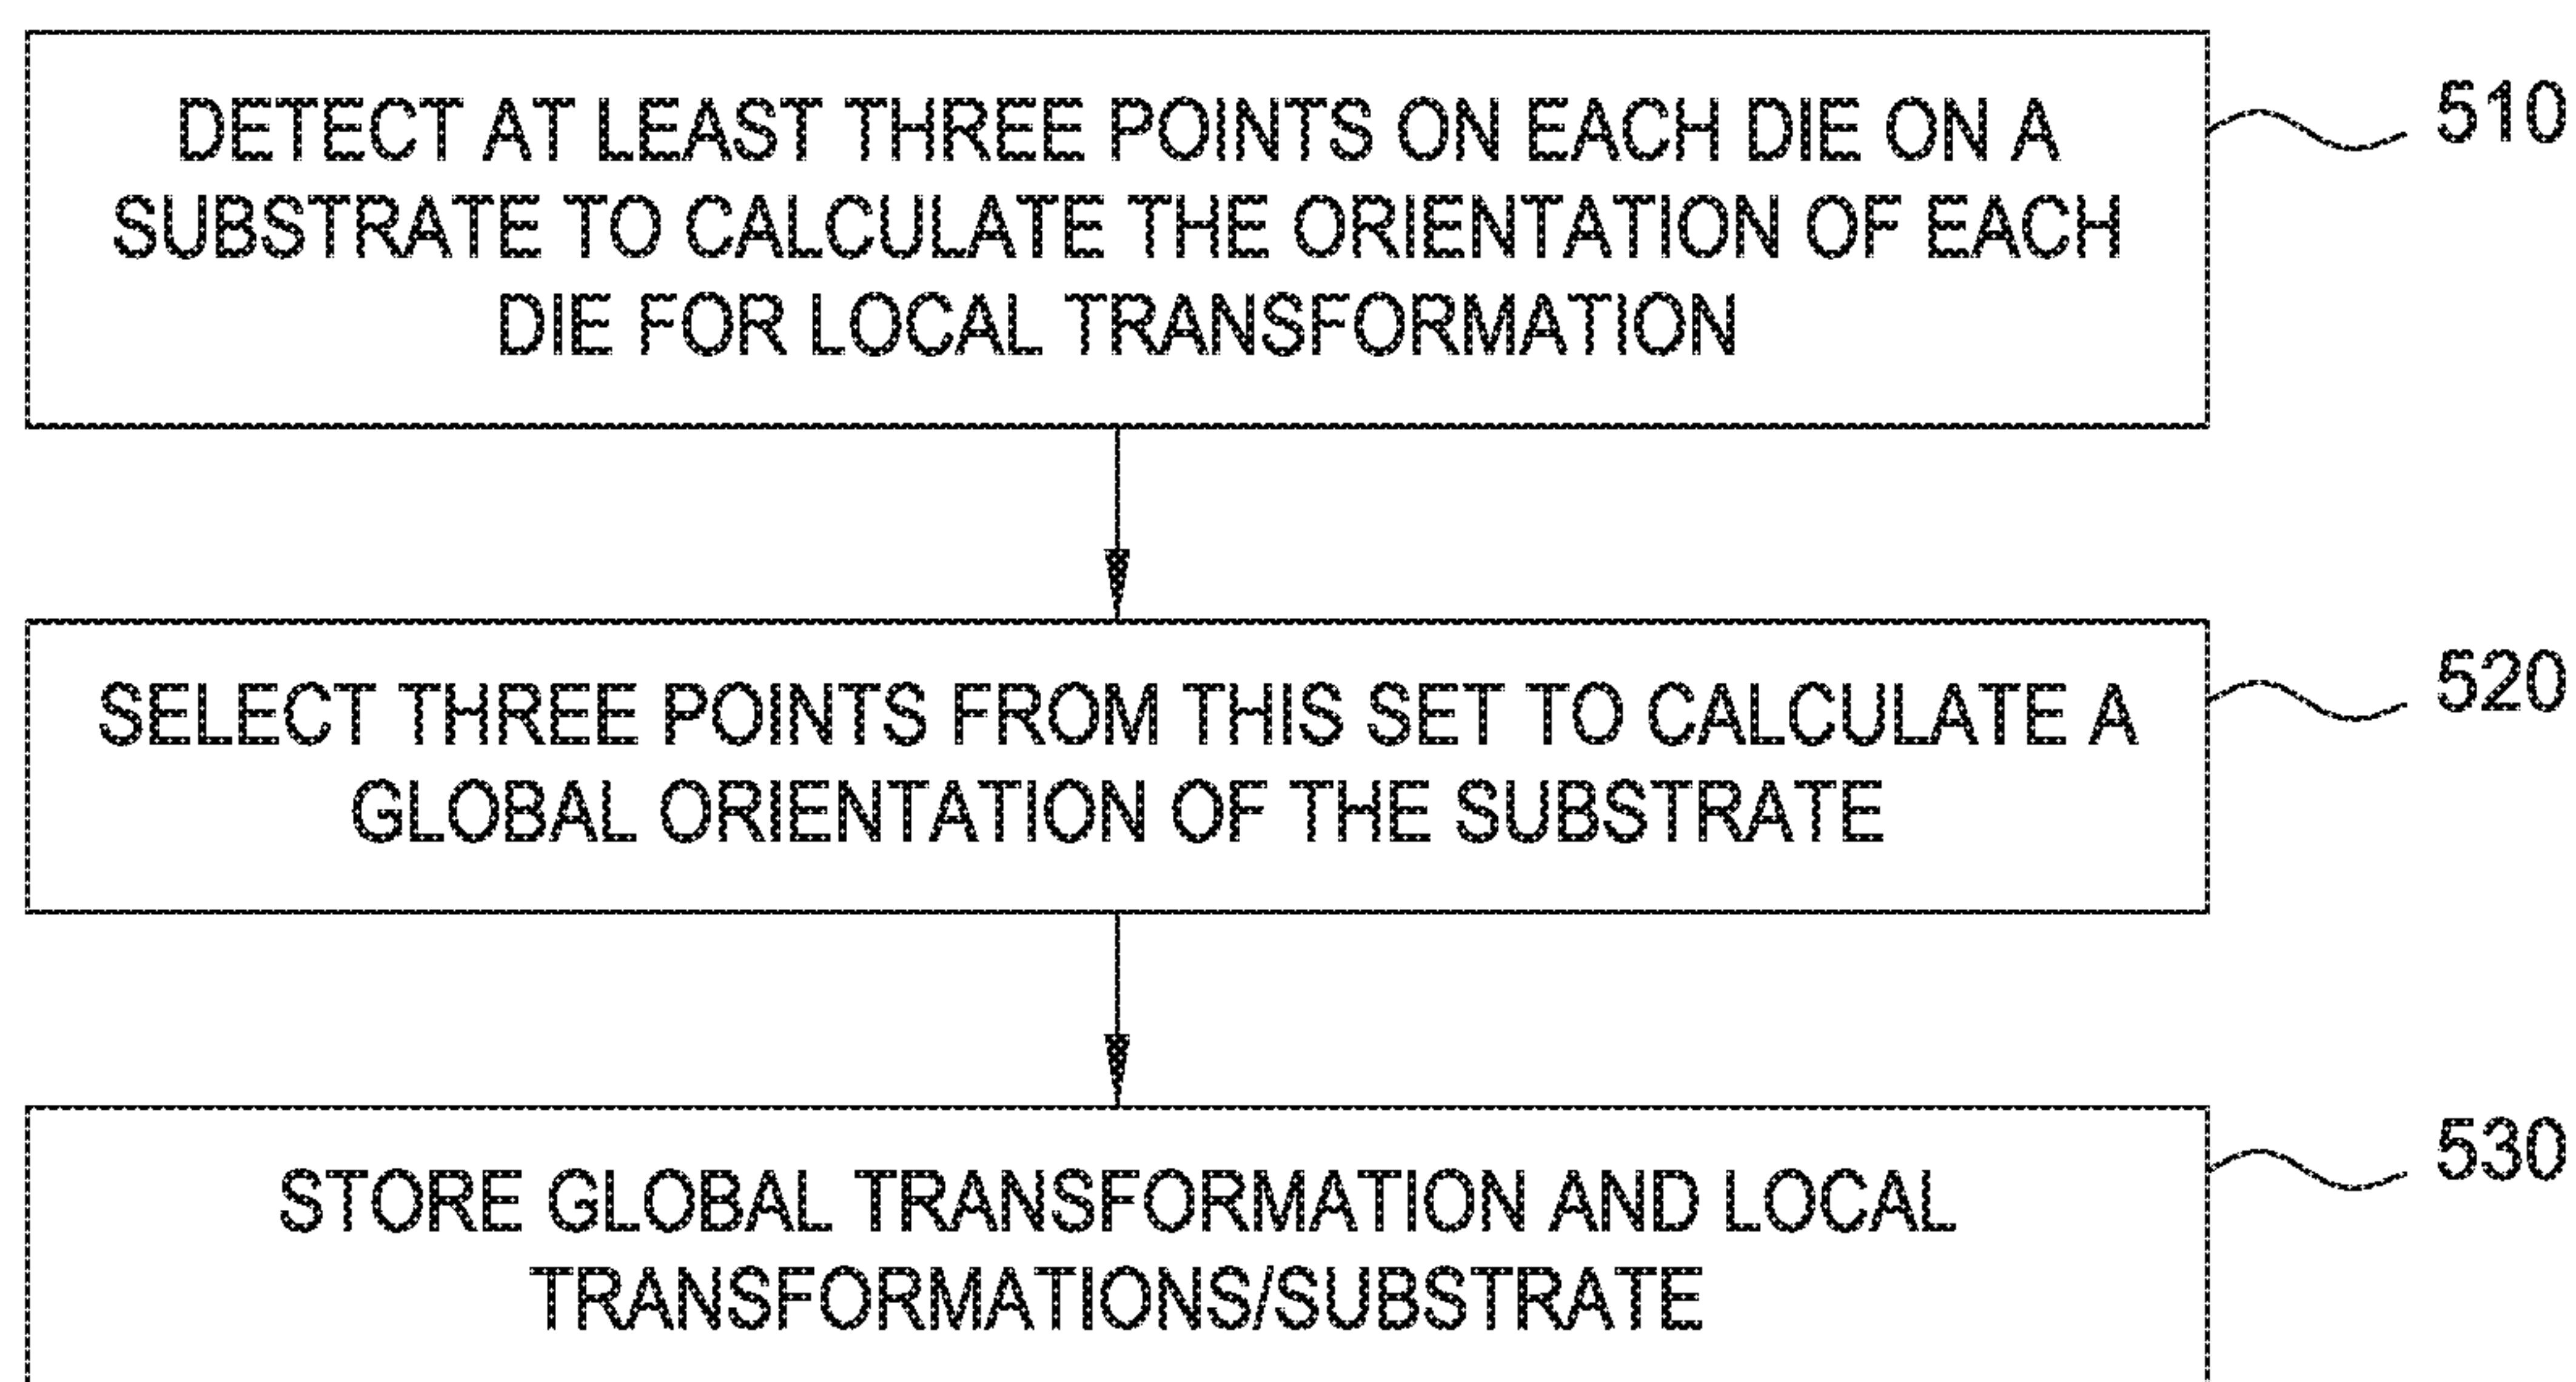 DETECT AT LEAST THREE POINTS ON EACH DIE ON A
SUBSTRATE TO CALCULATE THE ORIENTATION OF EACH
DIE FOR LOCAL TRANSFORMATION
510
SELECT THREE POINTS FROM THIS SET TO CALCULATE A
GLOBAL ORIENTATION OF THE SUBSTRATE
520
STORE GLOBAL TRANSFORMATION AND LOCAL
TRANSFORMATIONS/SUBSTRATE
530